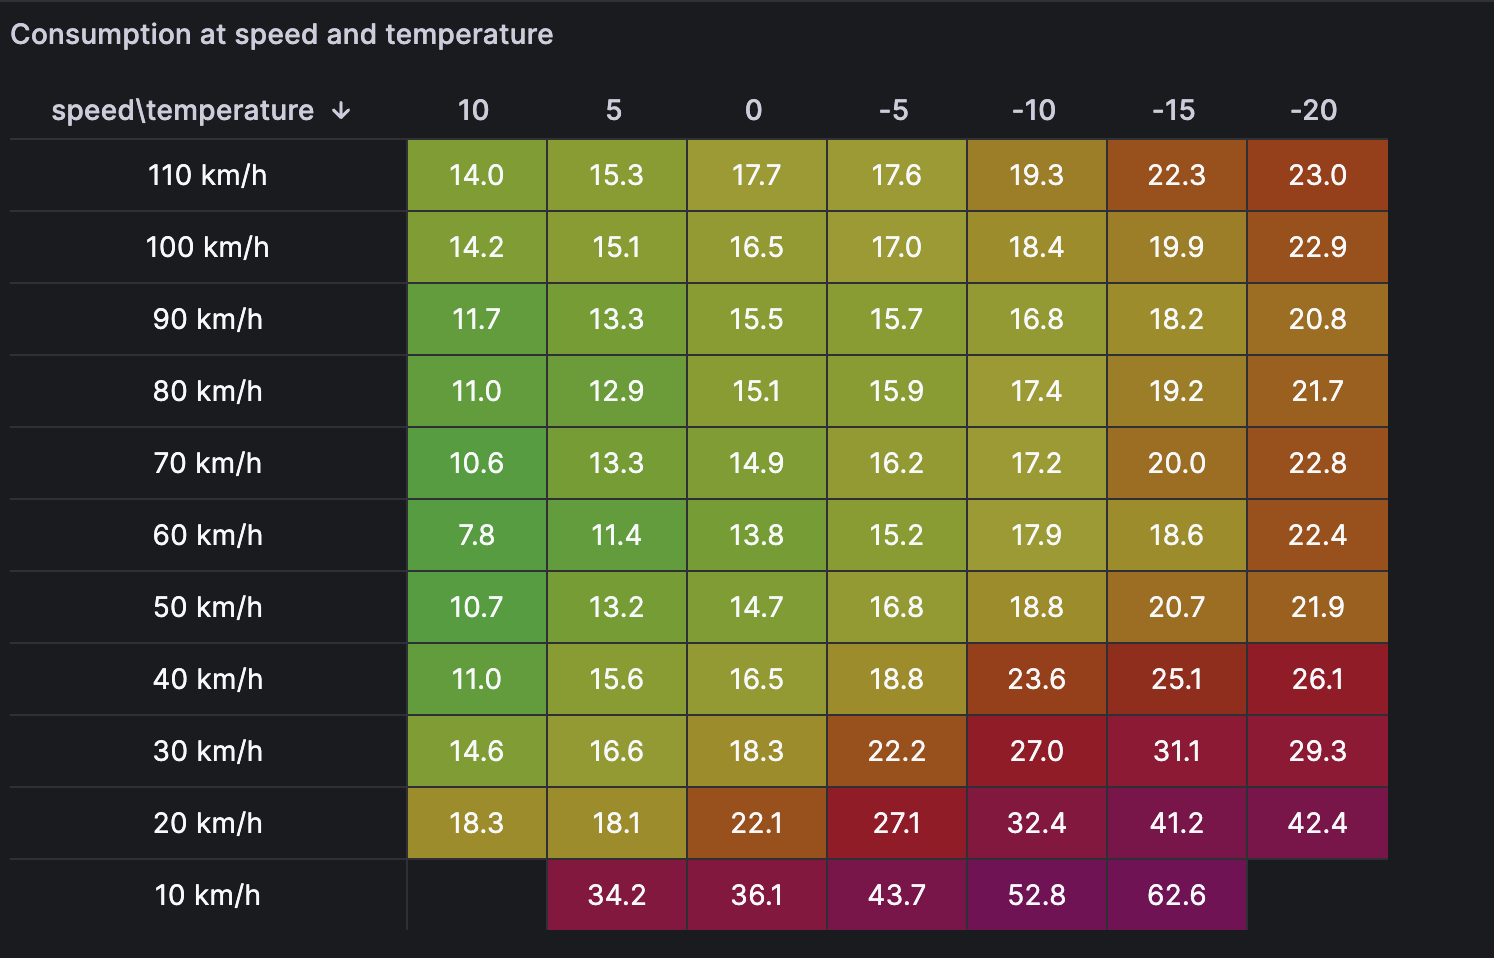 Consumption at speed and temperature
speed\temperature ↓ 10 5 0 -5 -10 -15 -20
110 km/h 14.0 15.3 17.7 17.6 19.3 22.3 23.0
100 km/h 14.2 15.1 16.5 17.0 18.4 19.9 22.9
90 km/h 11.7 13.3 15.5 15.7 16.8 18.2 20.8
80 km/h 11.0 12.9 15.1 15.9 17.4 19.2 21.7
70 km/h 10.6 13.3 14.9 16.2 17.2 20.0 22.8
60 km/h 7.8 11.4 13.8 15.2 17.9 18.6 22.4
50 km/h 10.7 13.2 14.7 16.8 18.8 20.7 21.9
40 km/h 11.0 15.6 16.5 18.8 23.6 25.1 26.1
30 km/h 14.6 16.6 18.3 22.2 27.0 31.1 29.3
20 km/h 18.3 18.1 22.1 27.1 32.4 41.2 42.4
10 km/h 34.2 36.1 43.7 52.8 62.6